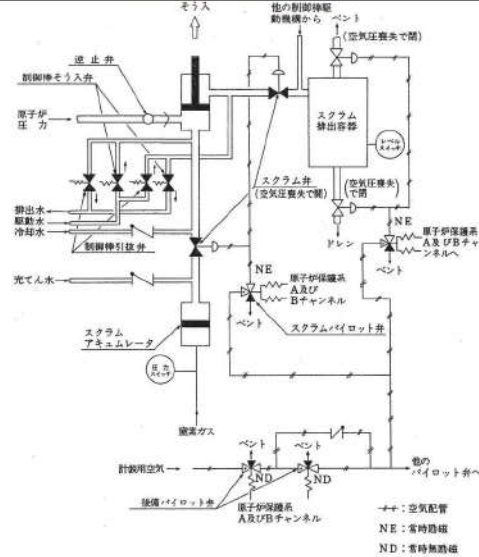 そう入
他の制御棒駆
動機構から
ベント
(空気圧喪失で閉)
逆止弁
制御棒そう入弁
原子炉
圧力
スクラム
排出容器
レベル
スイッチ
スクラム弁
(空気圧喪失で開)
(空気圧喪失)
で閉
排出水
駆動水
冷却水
制御棒引抜弁
ドレン
NE
原子炉保護系
A及びBチャ
ンネルへ
ベント
充てん水
NE
原子炉保護系
A及び
Bチャンネル
ベント
スクラムパイロット弁
スクラム
アキュムレータ
圧力
スイッチ
窒素ガス
ベント
ベント
計装用空気
ND
ND
他の
パイロット弁へ
後備パイロット弁
原子炉保護系
A及びBチャンネル
:空気配管
NE:常時励磁
ND:常時無励磁